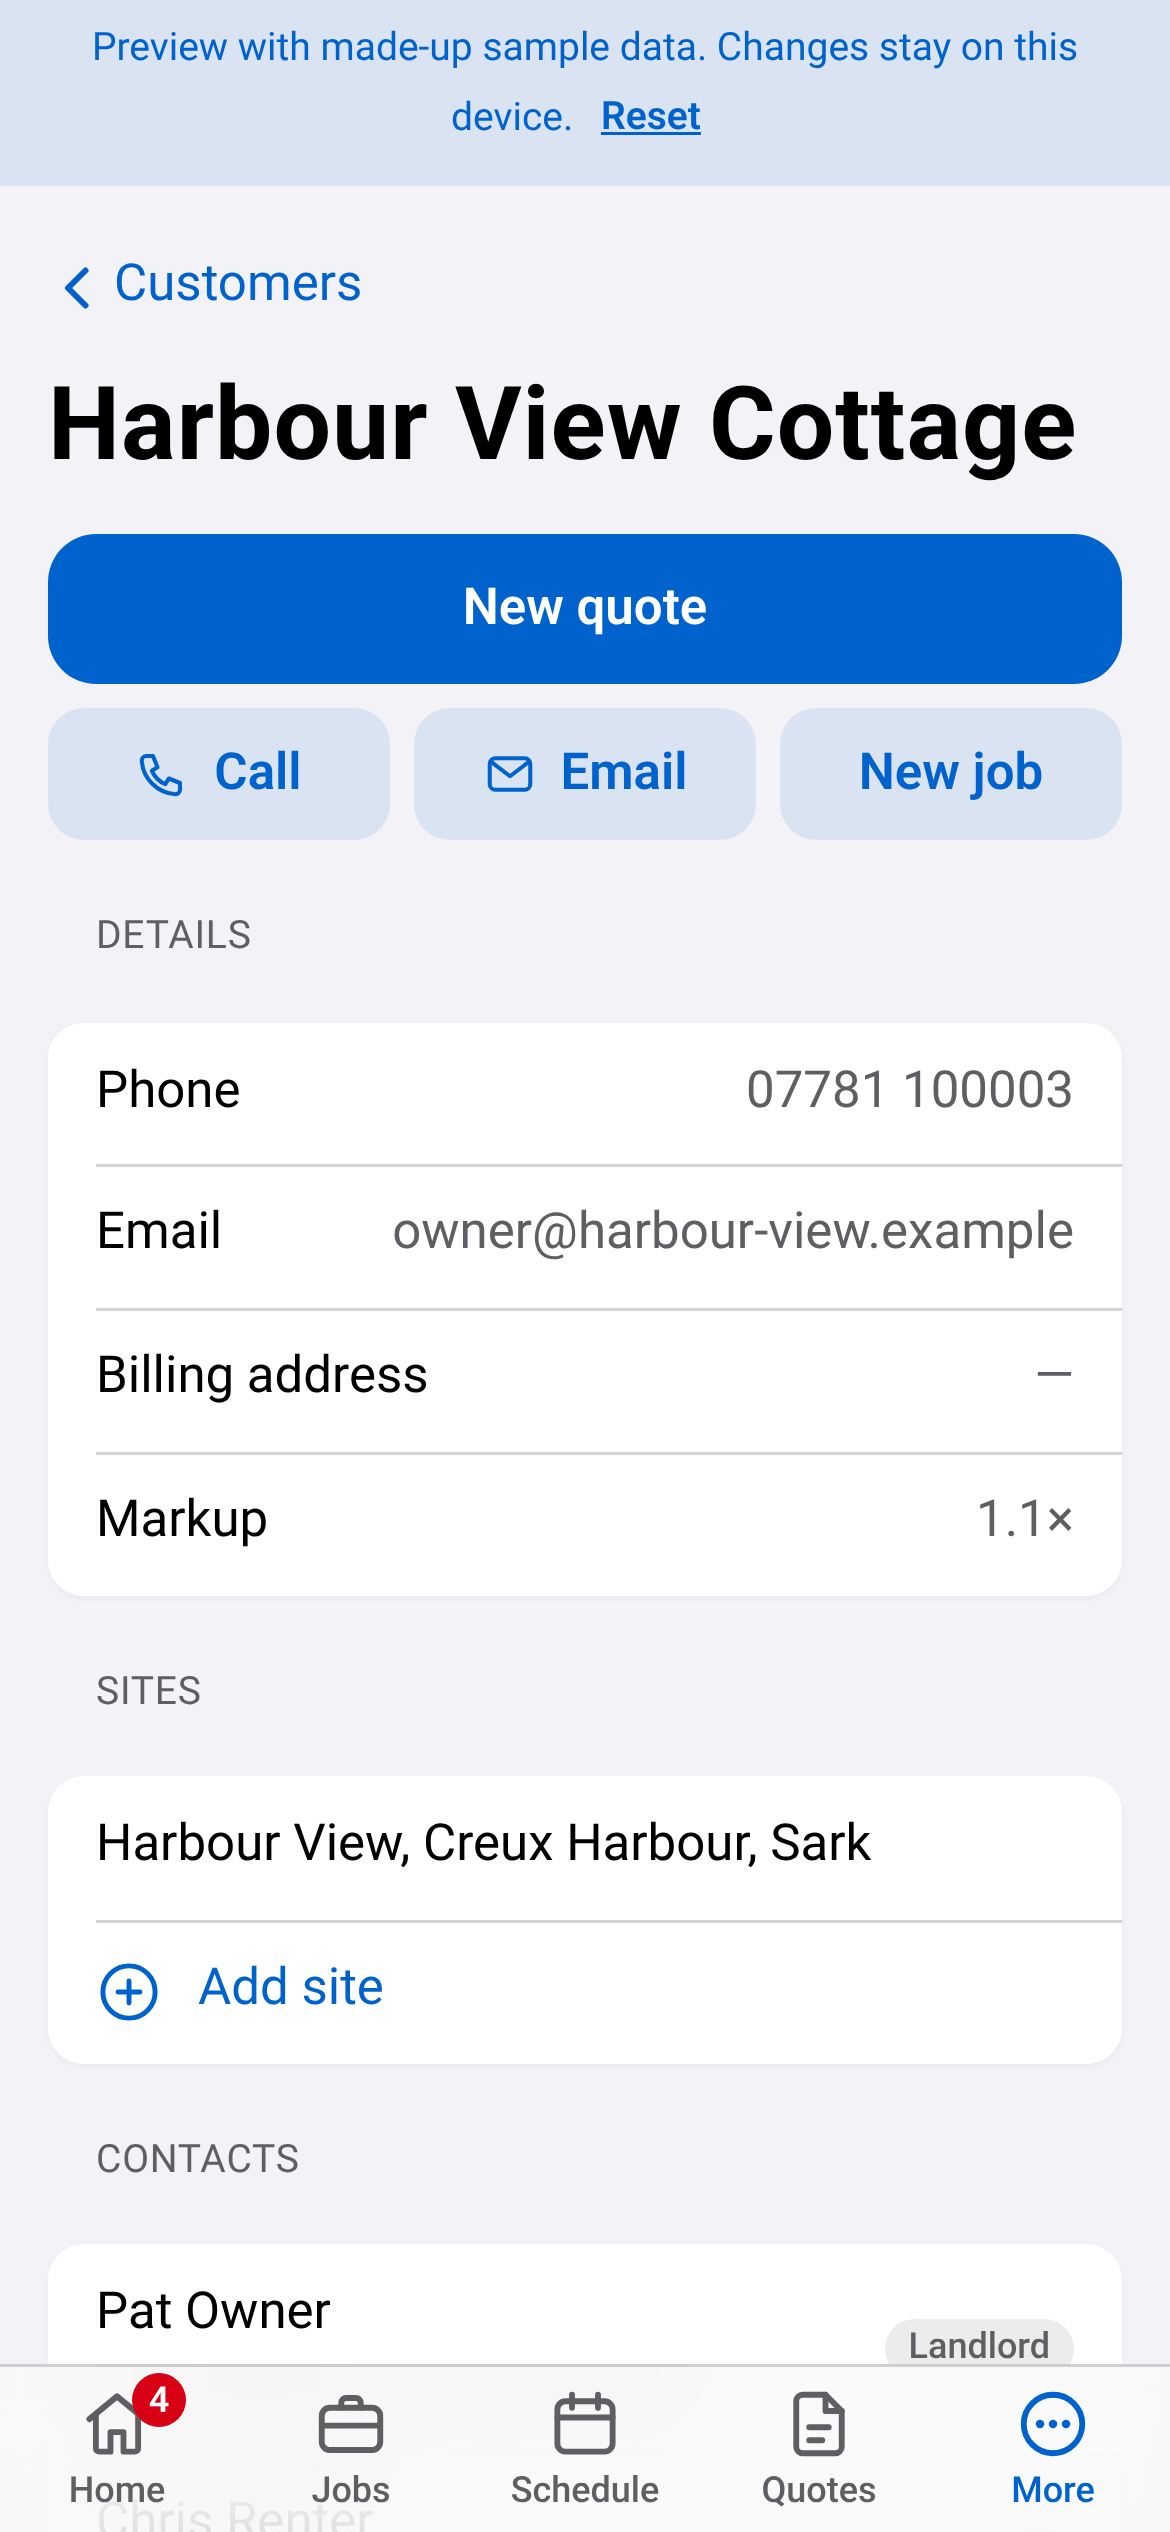 Preview with made-up sample data. Changes stay on this
device. Reset
Customers
Harbour View Cottage
New quote
Call
Email
New job
DETAILS
Phone
07781 100003
Email
owner@harbour-view.example
Billing address
—
Markup
1.1×
SITES
Harbour View, Creux Harbour, Sark
Add site
CONTACTS
Pat Owner
Landlord
4
Home
Jobs
Schedule
Quotes
More
Chris Renter